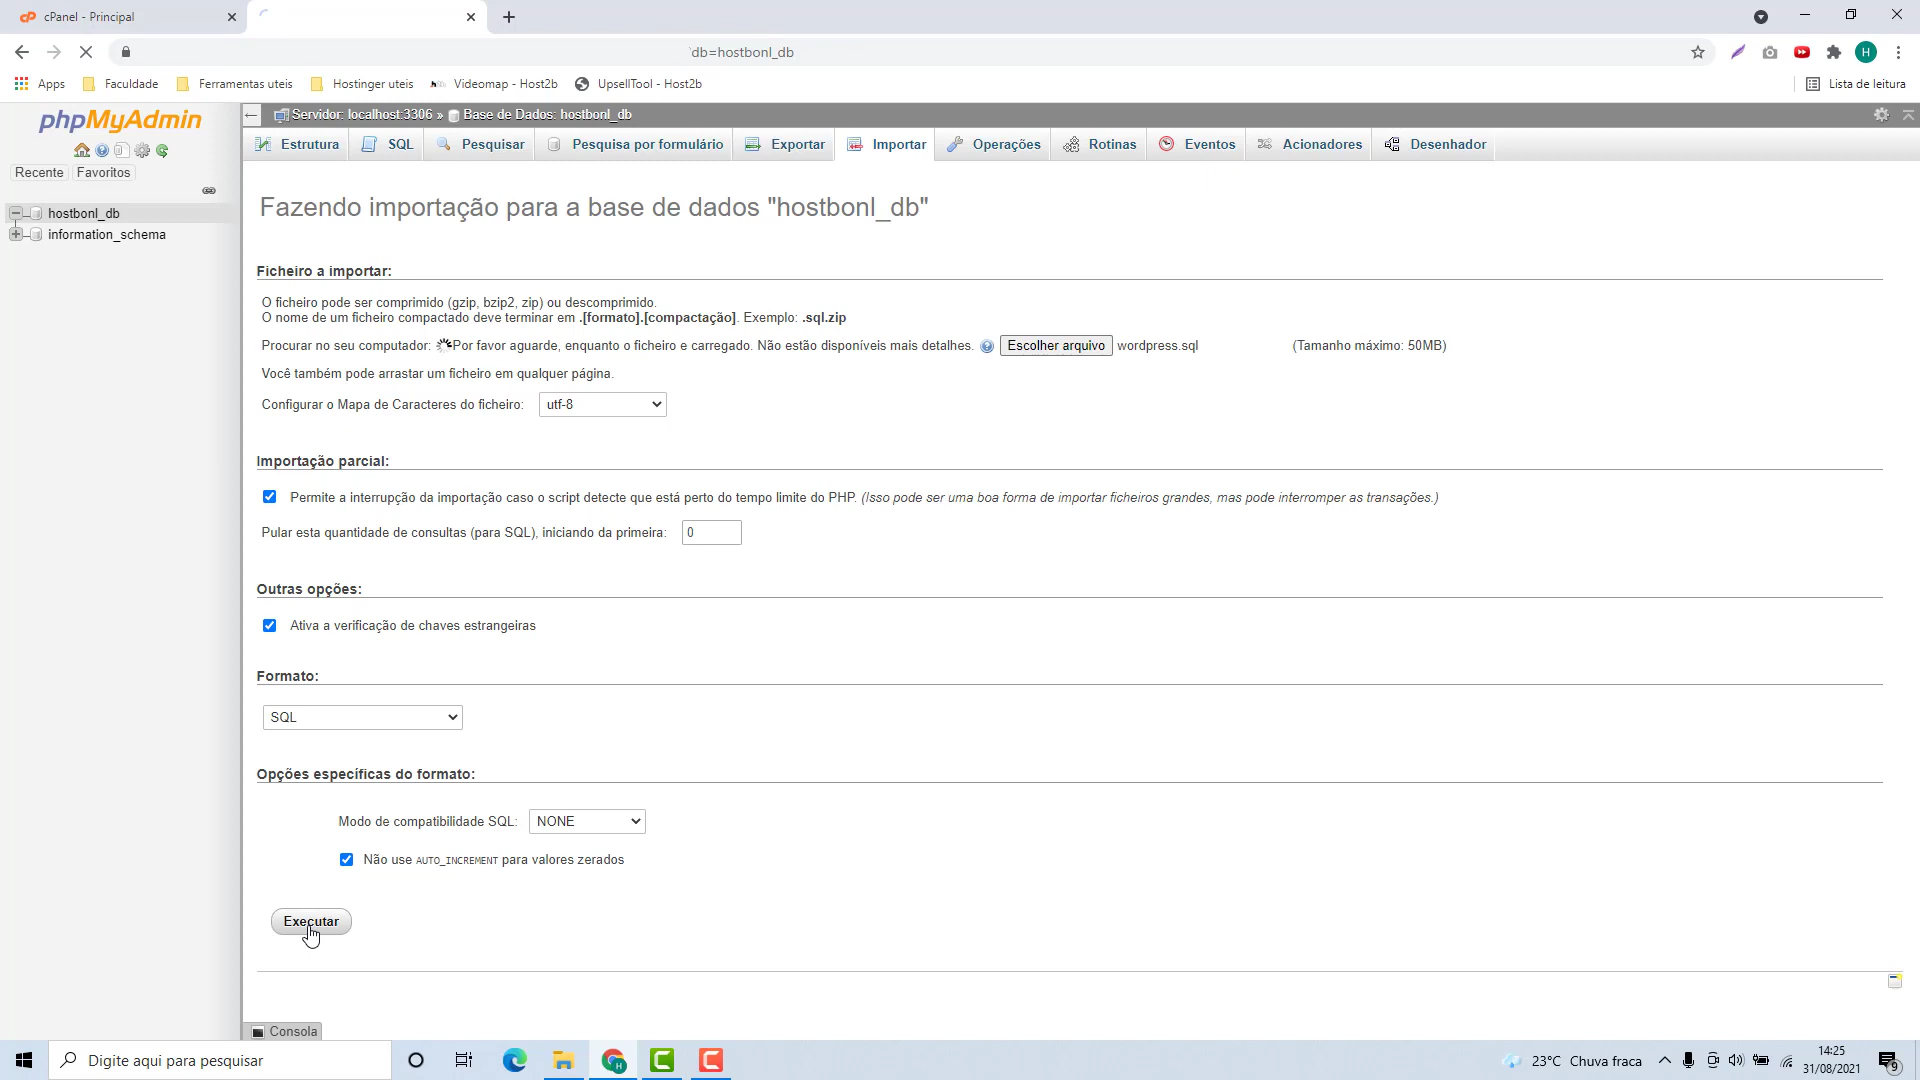 cPanel - Principal
db=hostbonl_db
H
Apps
Faculdade
Ferramentas uteis
Hostinger uteis
Videomap - Host2b
UpsellTool - Host2b
Lista de leitura
phpMyAdmin
Servidor: localhost:3306 » Base de Dados: hostbonl_db
Estrutura
SQL
Pesquisar
Pesquisa por formulário
Exportar
Importar
Operações
Rotinas
Eventos
Acionadores
Desenhador
Recente
Favoritos
hostbonl_db
information_schema
Fazendo importação para a base de dados "hostbonl_db"
Ficheiro a importar:
O ficheiro pode ser comprimido (gzip, bzip2, zip) ou descomprimido.
O nome de um ficheiro compactado deve terminar em .[formato].[compactação]. Exemplo: .sql.zip
Procurar no seu computador: Por favor aguarde, enquanto o ficheiro e carregado. Não estão disponíveis mais detalhes. Escolher arquivo wordpress.sql (Tamanho máximo: 50MB)
Você também pode arrastar um ficheiro em qualquer página.
Configurar o Mapa de Caracteres do ficheiro: utf-8
Importação parcial:
Permite a interrupção da importação caso o script detecte que está perto do tempo limite do PHP. (Isso pode ser uma boa forma de importar ficheiros grandes, mas pode interromper as transações.)
Pular esta quantidade de consultas (para SQL), iniciando da primeira: 0
Outras opções:
Ativa a verificação de chaves estrangeiras
Formato:
SQL
Opções específicas do formato:
Modo de compatibilidade SQL: NONE
Não use AUTO_INCREMENT para valores zerados
Executar
Consola
Digite aqui para pesquisar
23°C Chuva fraca
14:25
31/08/2021
9